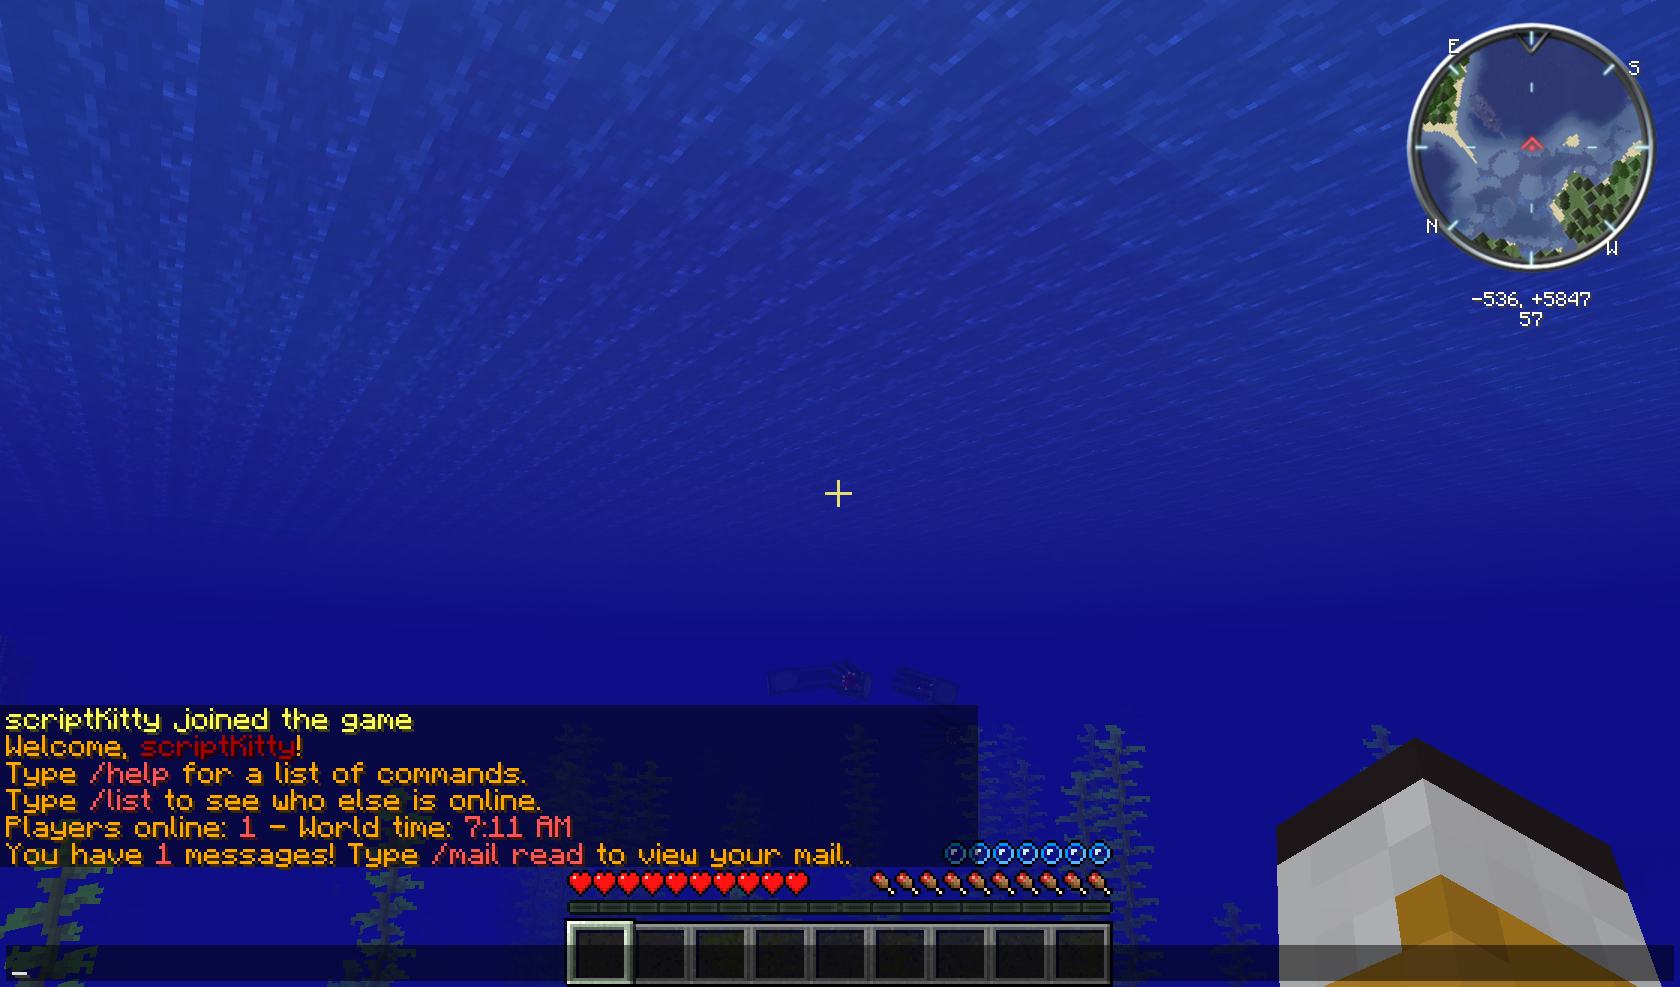 E
S
N
W
-536, +5847
57
scriptKitty joined the game
Welcome, scriptKitty!
Type /help for a list of commands.
Type /list to see who else is online.
Players online: 1 - World time: 7:11 AM
You have 1 messages! Type /mail read to view your mail.
_